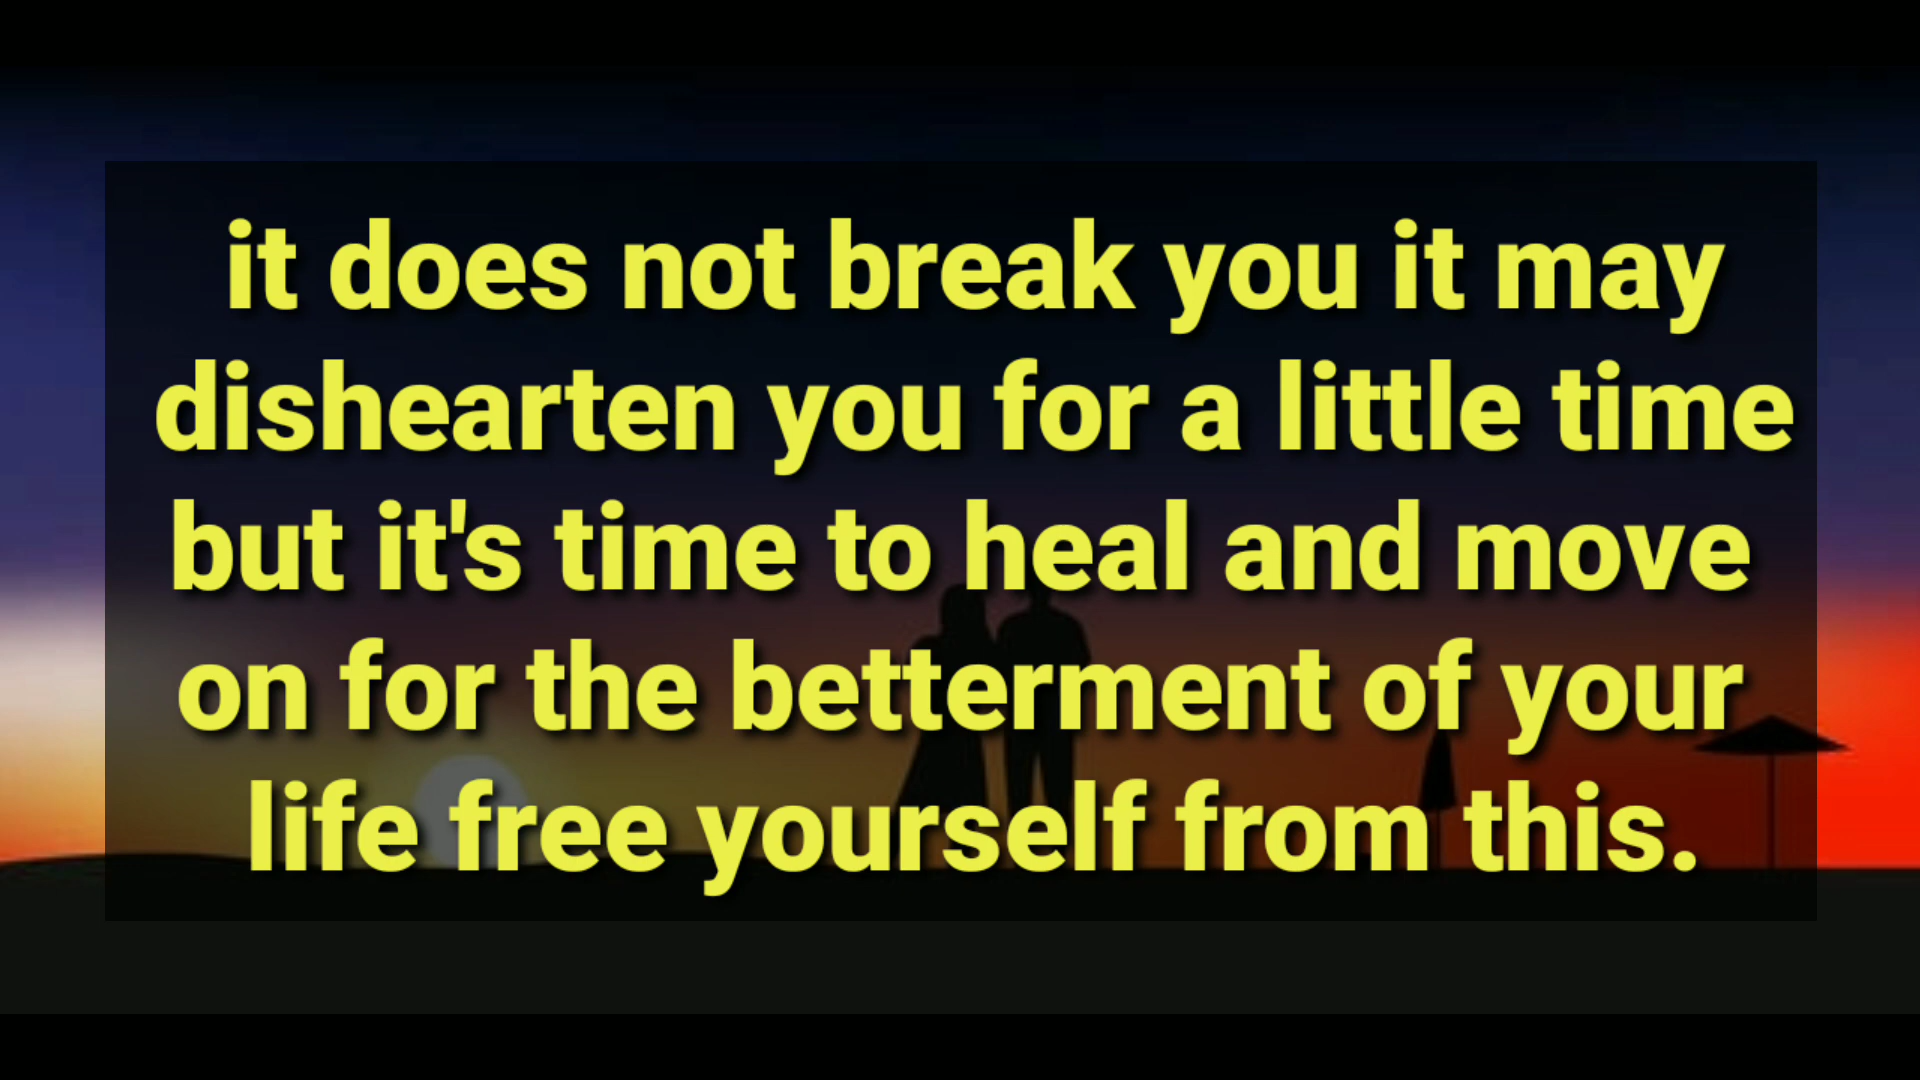 it does not break you it may
dishearten you for a little time
but it's time to heal and move
on for the betterment of your
life free yourself from this.